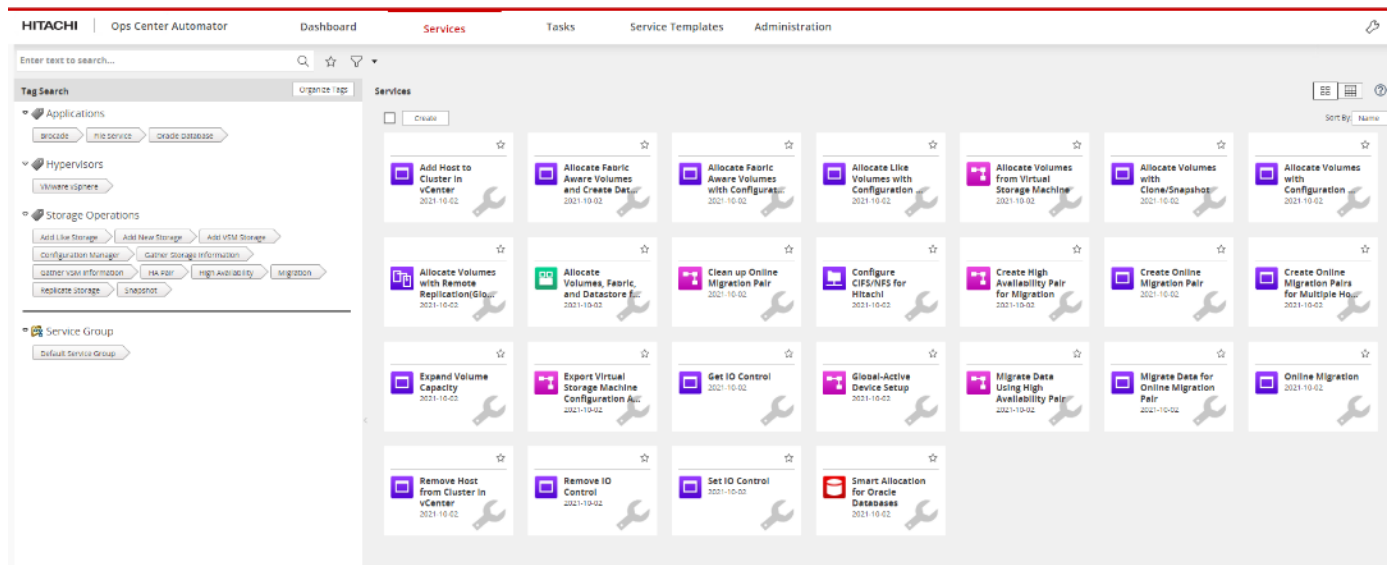 HITACHI Ops Center Automator Dashboard Services Tasks Service Templates Administration
Enter text to search...
Tag Search Organize Tags Services
Applications
Create Sort By: Name
Brocade File Service Oracle Database
Hypervisors
VMware vSphere
Storage Operations
Add Like Storage Add New Storage Add VSM Storage
Configuration Manager Gather Storage Information
Gather VSM Information HA Pair High Availability Migration
Replicate Storage Snapshot
Service Group
Default Service Group
Add Host to
Cluster in
vCenter
2021-10-02
Allocate Fabric
Aware Volumes
and Create Dat...
2021-10-02
Allocate Fabric
Aware Volumes
with Configurat...
2021-10-02
Allocate Like
Volumes with
Configuration ...
2021-10-02
Allocate Volumes
from Virtual
Storage Machine
2021-10-02
Allocate Volumes
with
Clone/Snapshot
2021-10-02
Allocate Volumes
with
Configuration ...
2021-10-02
Allocate Volumes
with Remote
Replication(Glo...
2021-10-02
Allocate
Volumes, Fabric,
and Datastore f...
2021-10-02
Clean up Online
Migration Pair
2021-10-02
Configure
CIFS/NFS for
Hitachi
2021-10-02
Create High
Availability Pair
for Migration
2021-10-02
Create Online
Migration Pair
2021-10-02
Create Online
Migration Pairs
for Multiple Ho...
2021-10-02
Expand Volume
Capacity
2021-10-02
Export Virtual
Storage Machine
Configuration A...
2021-10-02
Get IO Control
2021-10-02
Global-Active
Device Setup
2021-10-02
Migrate Data
Using High
Availability Pair
2021-10-02
Migrate Data for
Online Migration
Pair
2021-10-02
Online Migration
2021-10-02
Remove Host
from Cluster in
vCenter
2021-10-02
Remove IO
Control
2021-10-02
Set IO Control
2021-10-02
Smart Allocation
for Oracle
Databases
2021-10-02